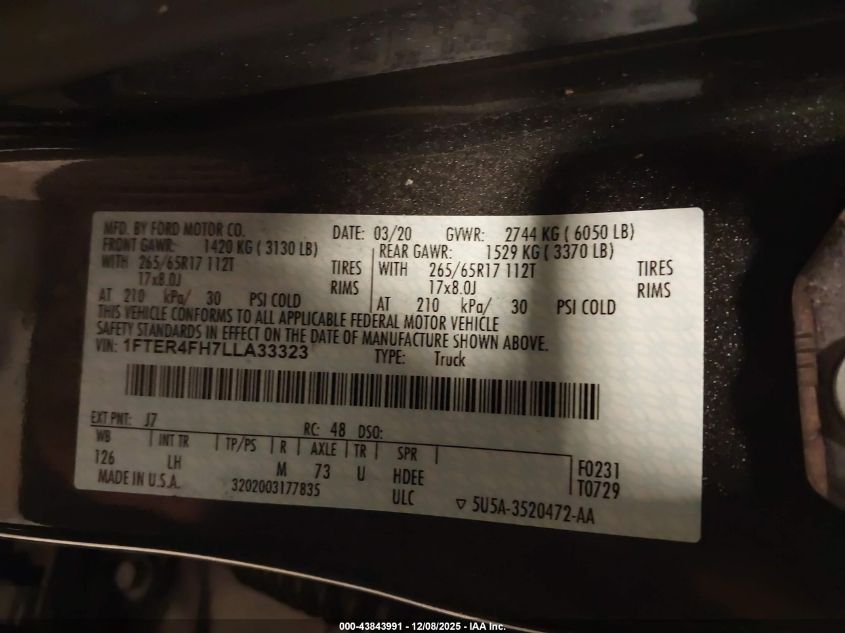 MFD. BY FORD MOTOR CO. DATE: 03/20 GVWR: 2744 KG ( 6050 LB)
FRONT GAWR: 1420 KG ( 3130 LB) REAR GAWR: 1529 KG ( 3370 LB)
WITH 265/65R17 112T TIRES WITH 265/65R17 112T TIRES
17x8.0J RIMS 17x8.0J RIMS
AT 210 kPa/ 30 PSI COLD AT 210 kPa/ 30 PSI COLD
THIS VEHICLE CONFORMS TO ALL APPLICABLE FEDERAL MOTOR VEHICLE
SAFETY STANDARDS IN EFFECT ON THE DATE OF MANUFACTURE SHOWN ABOVE.
VIN: 1FTER4FH7LLA33323 TYPE: Truck
EXT PNT: J7 RC: 48 DSO:
WB INT TR TP/PS R AXLE TR SPR
126 LH M 73 U HDEE F0231
MADE IN U.S.A. 3202003177835 ULC T0729
▽ 5U5A-3520472-AA
000-43843991 - 12/08/2025 - IAA Inc.